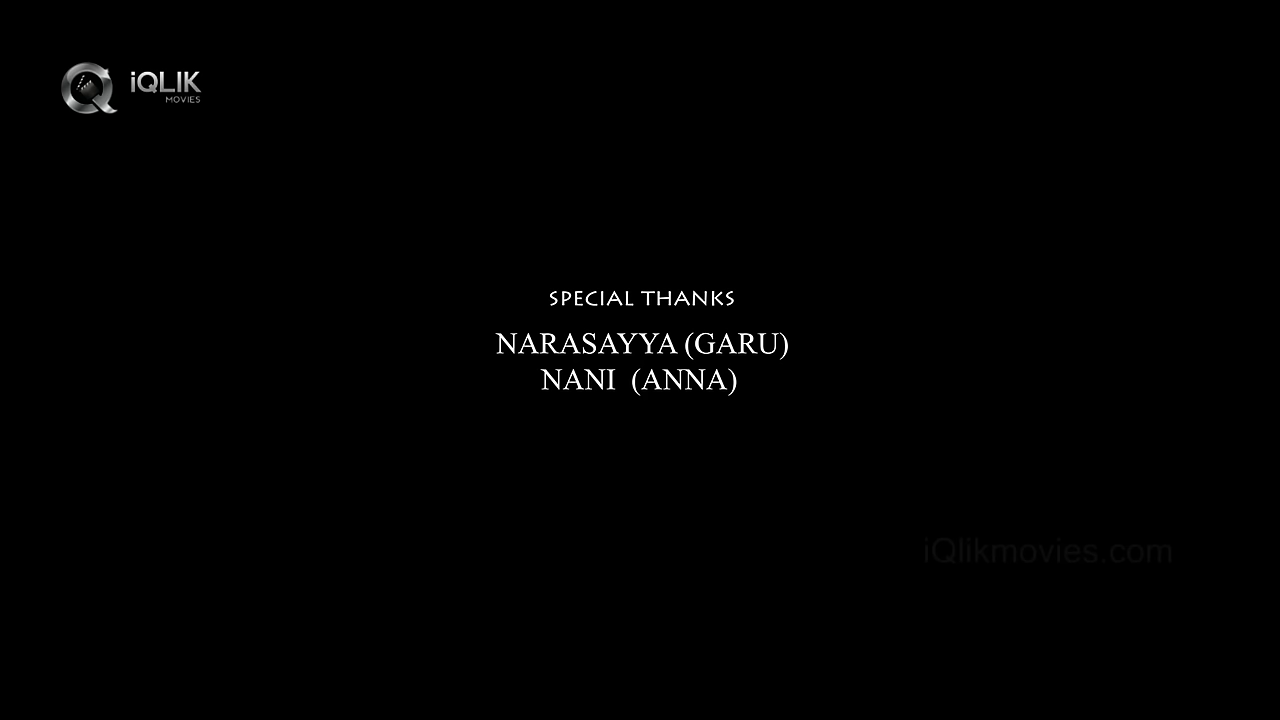 iQLIK
MOVIES
SPECIAL THANKS
NARASAYYA (GARU)
NANI (ANNA)
iQlikmovies.com